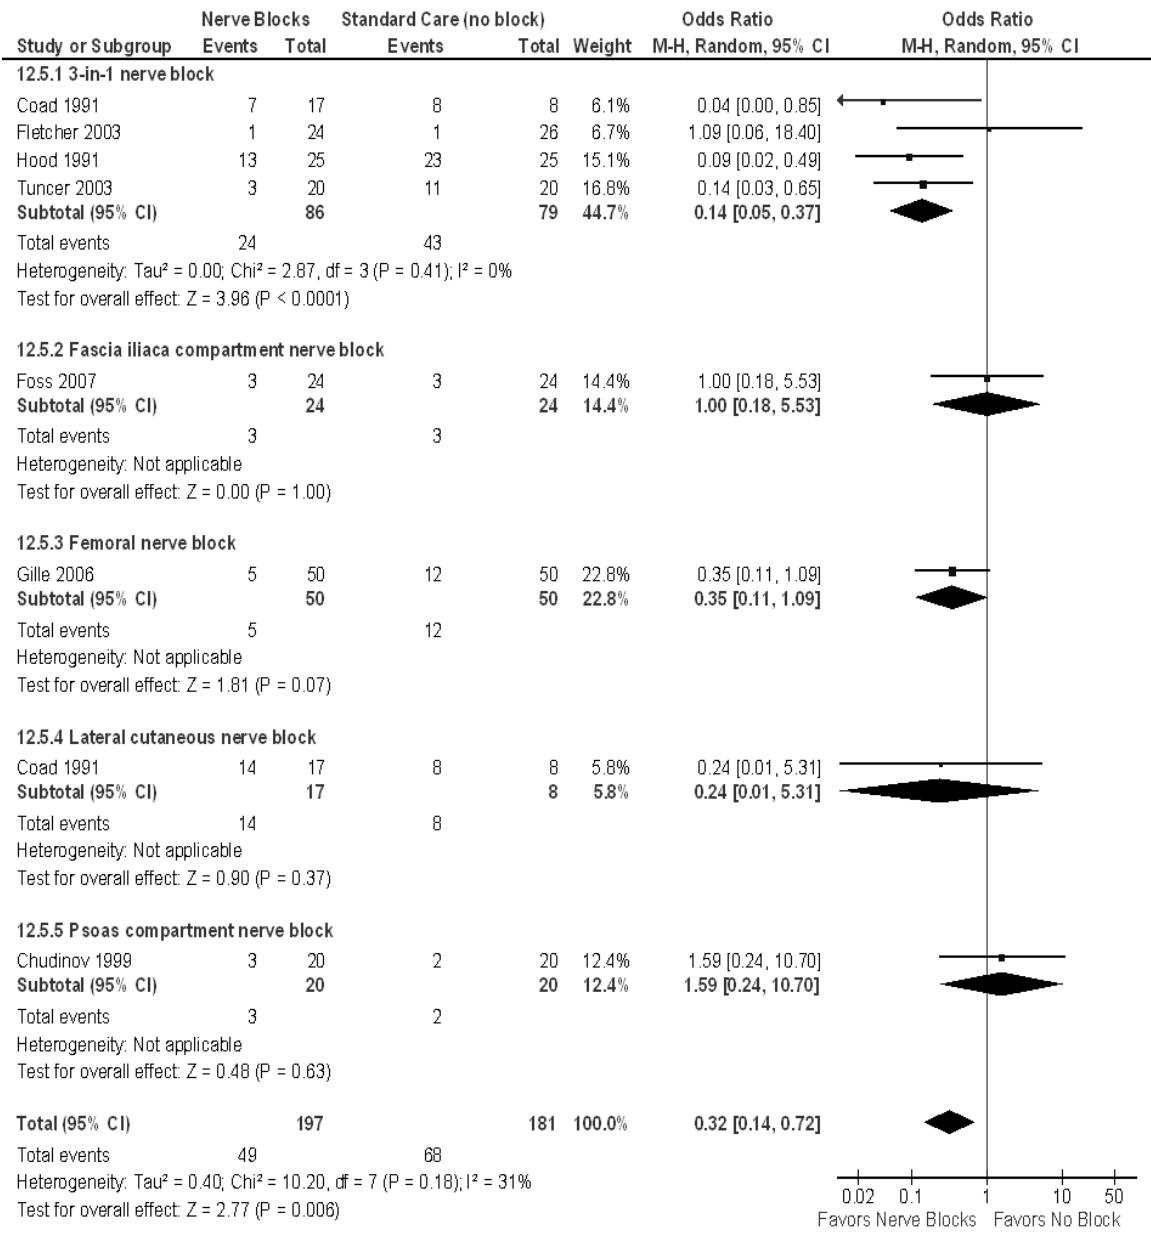 Nerve Blocks Standard Care (no block) Odds Ratio Odds Ratio
Study or Subgroup Events Total Events Total Weight M-H, Random, 95% CI M-H, Random, 95% CI
12.5.1 3-in-1 nerve block
Coad 1991 7 17 8 8 6.1% 0.04 [0.00, 0.85]
Fletcher 2003 1 24 1 26 6.7% 1.09 [0.06, 18.40]
Hood 1991 13 25 23 25 15.1% 0.09 [0.02, 0.49]
Tuncer 2003 3 20 11 20 16.8% 0.14 [0.03, 0.65]
Subtotal (95% CI) 86 79 44.7% 0.14 [0.05, 0.37]
Total events 24 43
Heterogeneity: Tau² = 0.00; Chi² = 2.87, df = 3 (P = 0.41); I² = 0%
Test for overall effect: Z = 3.96 (P < 0.0001)
12.5.2 Fascia iliaca compartment nerve block
Foss 2007 3 24 3 24 14.4% 1.00 [0.18, 5.53]
Subtotal (95% CI) 24 24 14.4% 1.00 [0.18, 5.53]
Total events 3 3
Heterogeneity: Not applicable
Test for overall effect: Z = 0.00 (P = 1.00)
12.5.3 Femoral nerve block
Gille 2006 5 50 12 50 22.8% 0.35 [0.11, 1.09]
Subtotal (95% CI) 50 50 22.8% 0.35 [0.11, 1.09]
Total events 5 12
Heterogeneity: Not applicable
Test for overall effect: Z = 1.81 (P = 0.07)
12.5.4 Lateral cutaneous nerve block
Coad 1991 14 17 8 8 5.8% 0.24 [0.01, 5.31]
Subtotal (95% CI) 17 8 5.8% 0.24 [0.01, 5.31]
Total events 14 8
Heterogeneity: Not applicable
Test for overall effect: Z = 0.90 (P = 0.37)
12.5.5 Psoas compartment nerve block
Chudinov 1999 3 20 2 20 12.4% 1.59 [0.24, 10.70]
Subtotal (95% CI) 20 20 12.4% 1.59 [0.24, 10.70]
Total events 3 2
Heterogeneity: Not applicable
Test for overall effect: Z = 0.48 (P = 0.63)
Total (95% CI) 197 181 100.0% 0.32 [0.14, 0.72]
Total events 49 68
Heterogeneity: Tau² = 0.40; Chi² = 10.20, df = 7 (P = 0.18); I² = 31%
Test for overall effect: Z = 2.77 (P = 0.006)
0.02 0.1 1 10 50
Favors Nerve Blocks Favors No Block